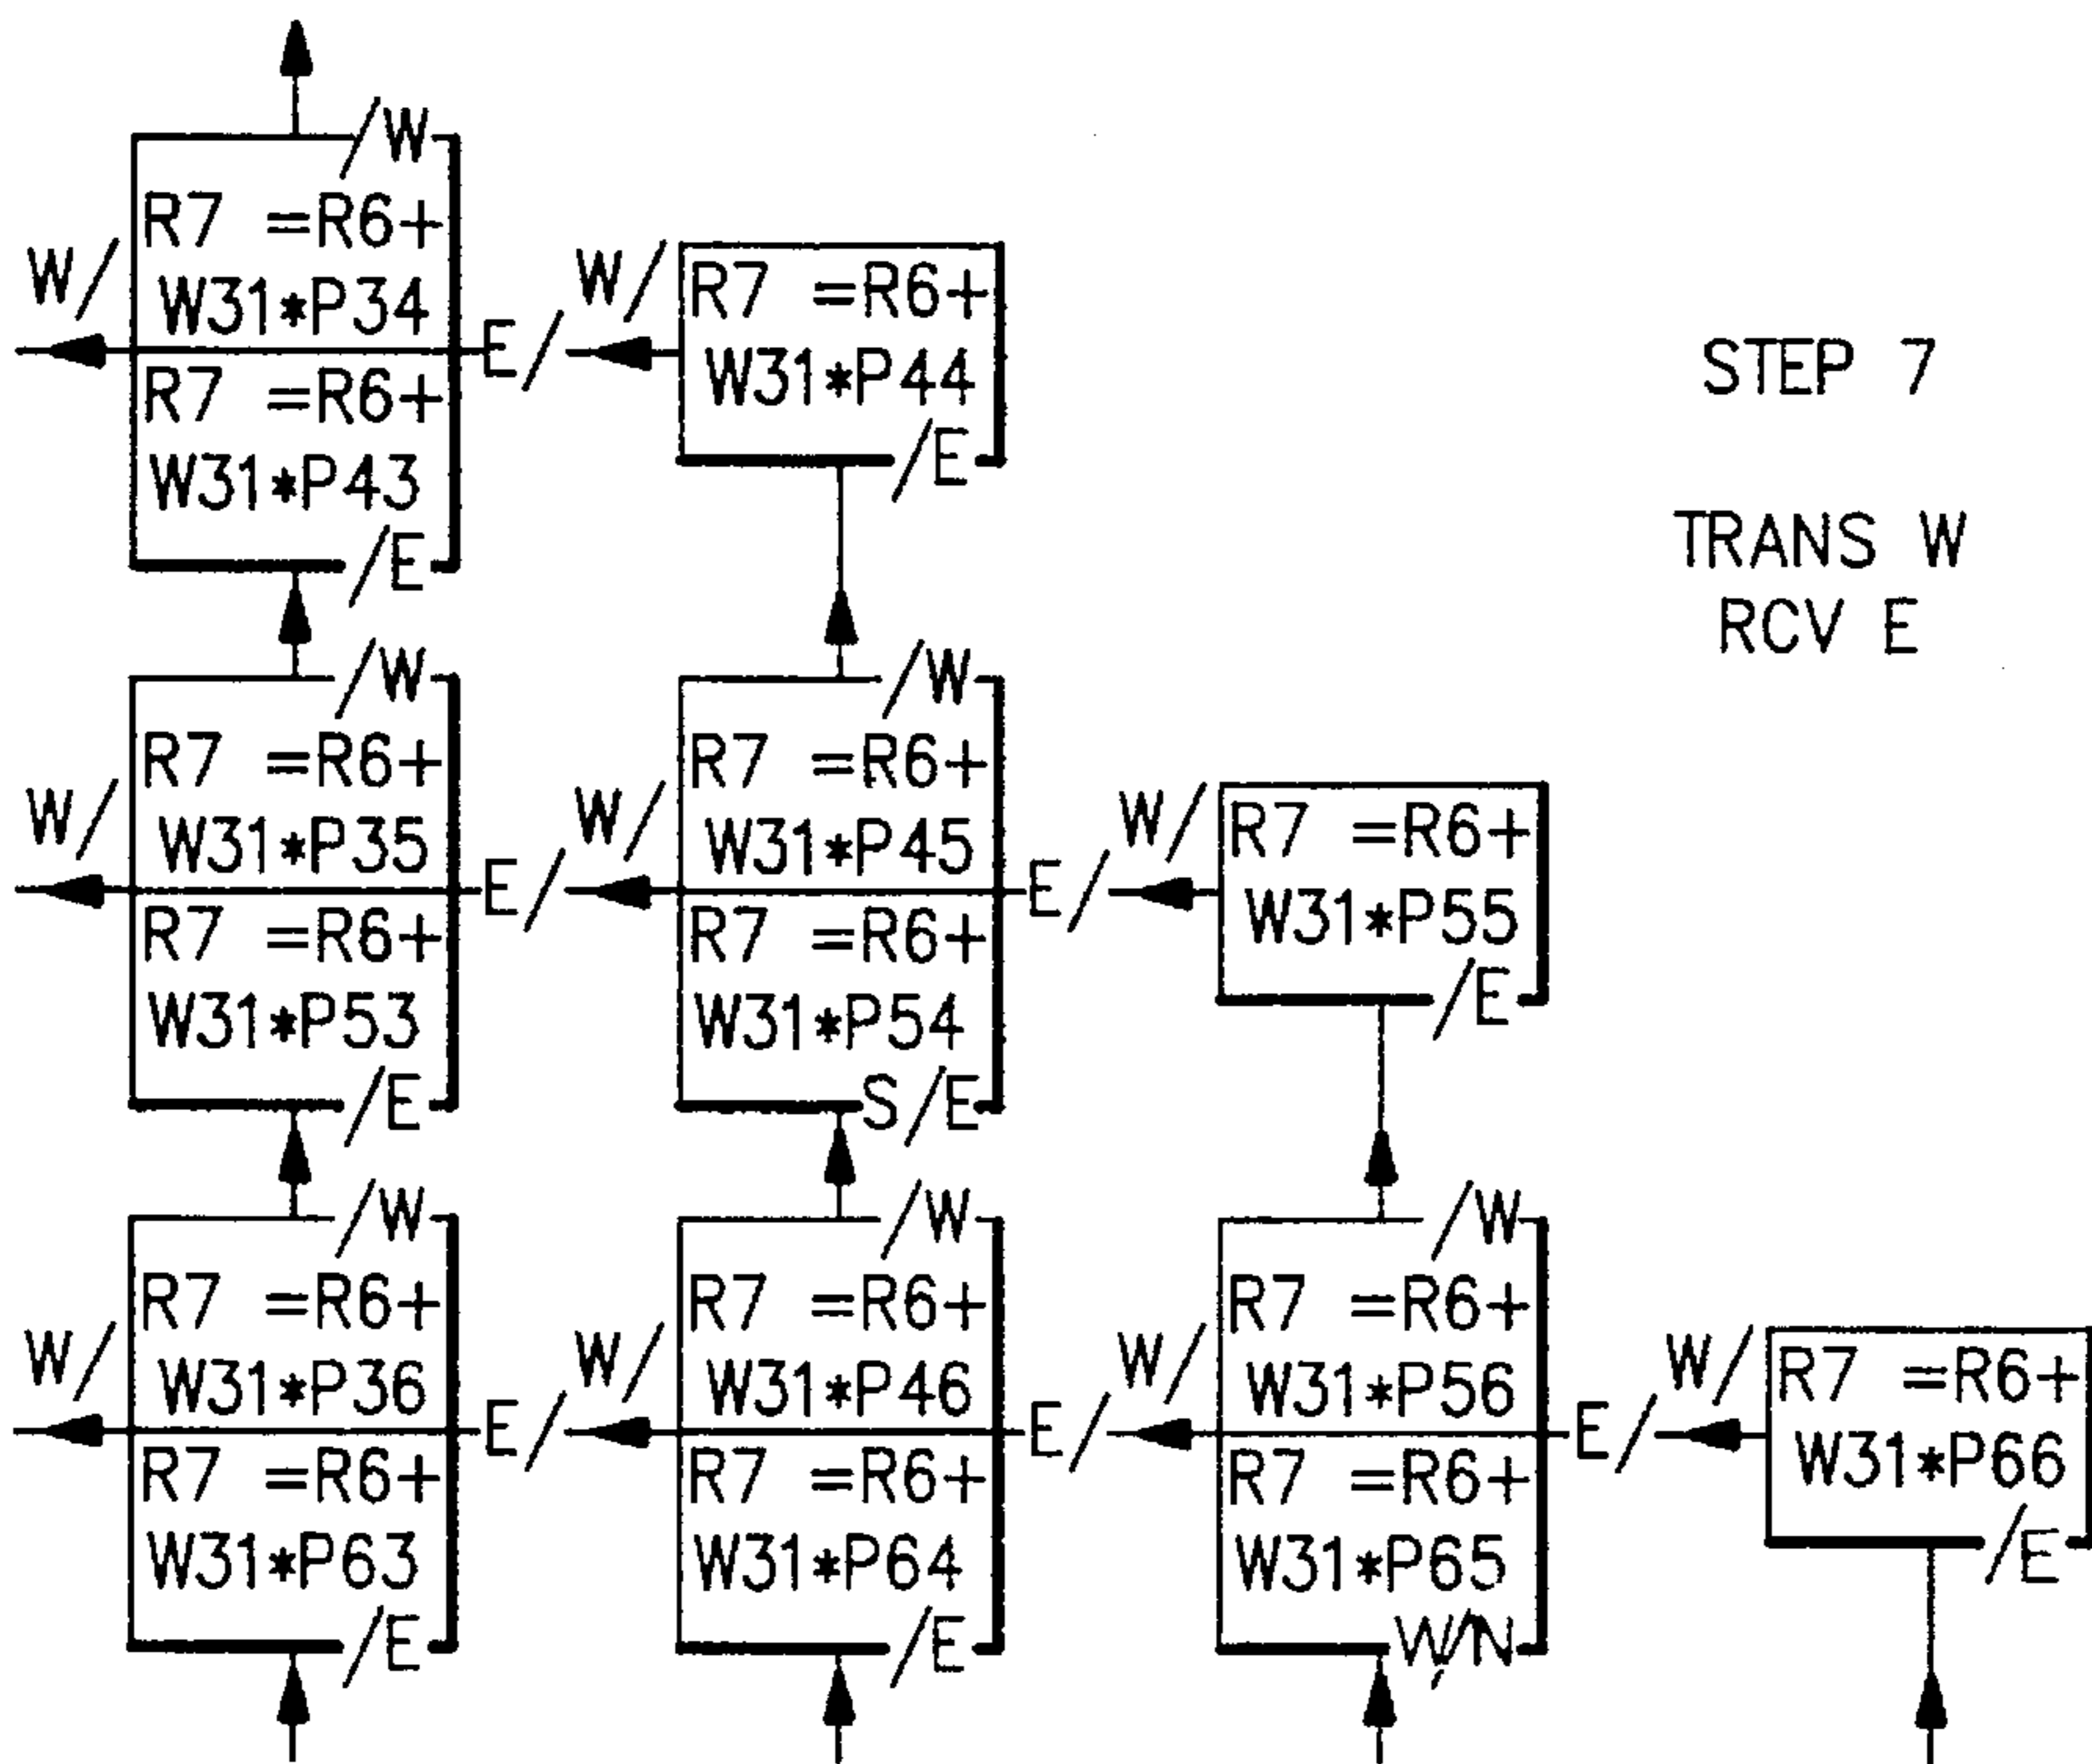 /W
R7 =R6+
W/
W31*P34
E/
R7 =R6+
W31*P43
/E
W/
R7 =R6+
W31*P44
/E
STEP 7
TRANS W
RCV E
/W
R7 =R6+
W/
W31*P35
E/
R7 =R6+
W31*P53
/E
/W
R7 =R6+
W/
W31*P45
E/
R7 =R6+
W31*P54
S/E
W/
R7 =R6+
W31*P55
/E
/W
R7 =R6+
W/
W31*P36
E/
R7 =R6+
W31*P63
/E
/W
R7 =R6+
W/
W31*P46
E/
R7 =R6+
W31*P64
/E
/W
R7 =R6+
W/
W31*P56
E/
R7 =R6+
W31*P65
W/N
W/
R7 =R6+
W31*P66
/E